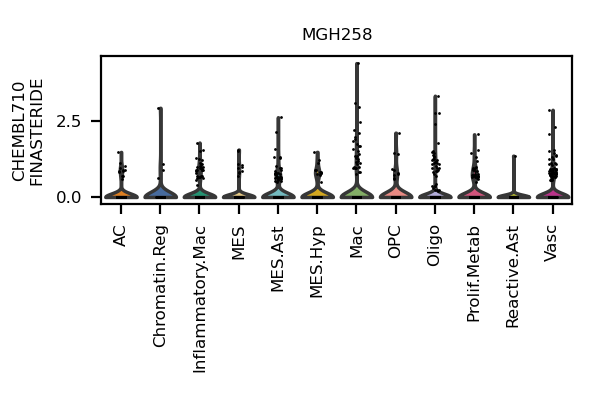 MGH258
CHEMBL710
FINASTERIDE
2.5
0.0
AC
Chromatin.Reg
Inflammatory.Mac
MES
MES.Ast
MES.Hyp
Mac
OPC
Oligo
Prolif.Metab
Reactive.Ast
Vasc